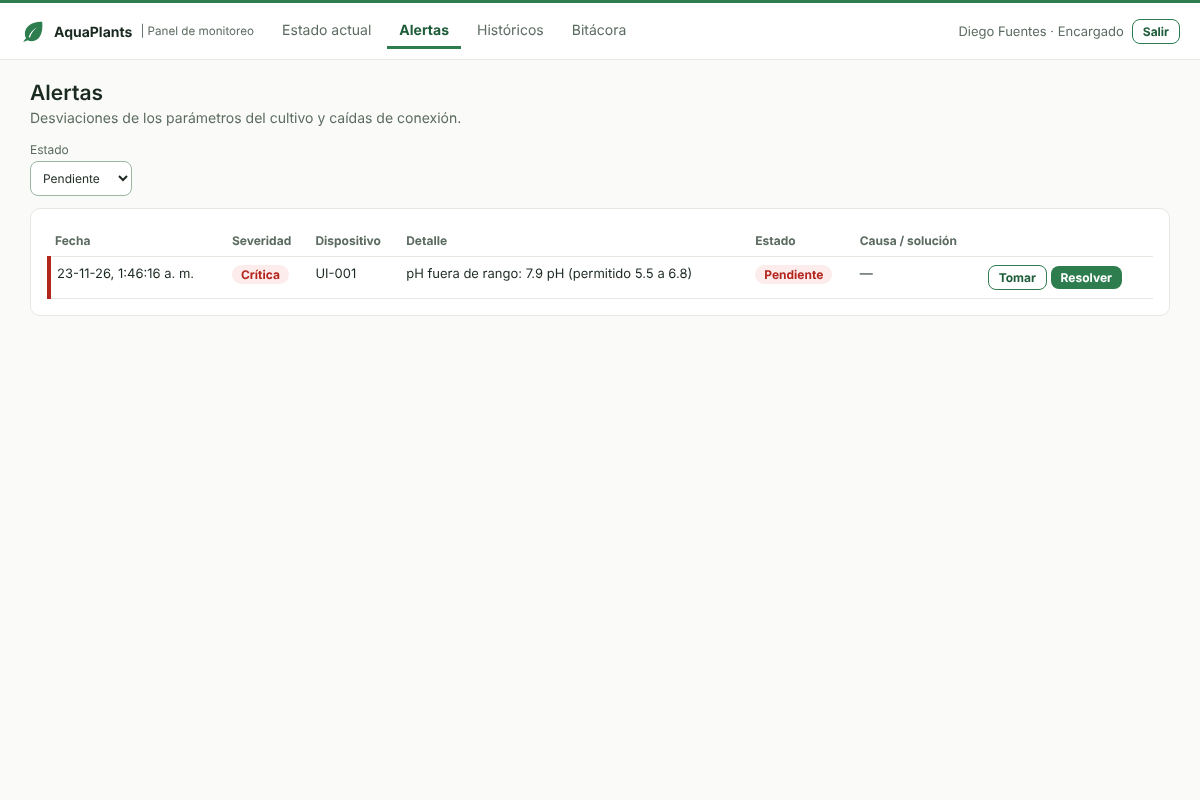 AquaPlants | Panel de monitoreo Estado actual Alertas Históricos Bitácora Diego Fuentes · Encargado Salir
Alertas
Desviaciones de los parámetros del cultivo y caídas de conexión.
Estado
Pendiente
Fecha Severidad Dispositivo Detalle Estado Causa / solución
23-11-26, 1:46:16 a. m. Crítica UI-001 pH fuera de rango: 7.9 pH (permitido 5.5 a 6.8) Pendiente — Tomar Resolver